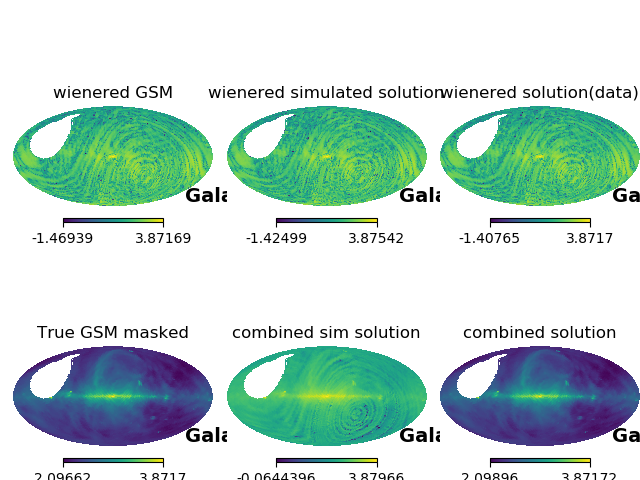 wienered GSM
wienered simulated solution
wienered solution(data)
Gala
Gala
Ga
-1.46939
3.87169
-1.42499
3.87542
-1.40765
3.8717
True GSM masked
combined sim solution
combined solution
Gala
Gala
Ga
2.09662
3.8717
-0.0644396
3.87966
2.09896
3.87172